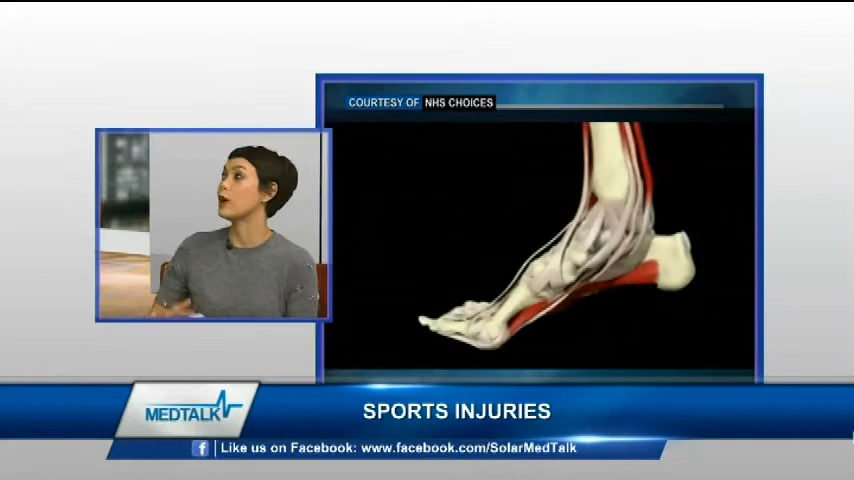 COURTESY OF NHS CHOICES
MEDTALK
SPORTS INJURIES
f Like us on Facebook: www.facebook.com/SolarMedTalk